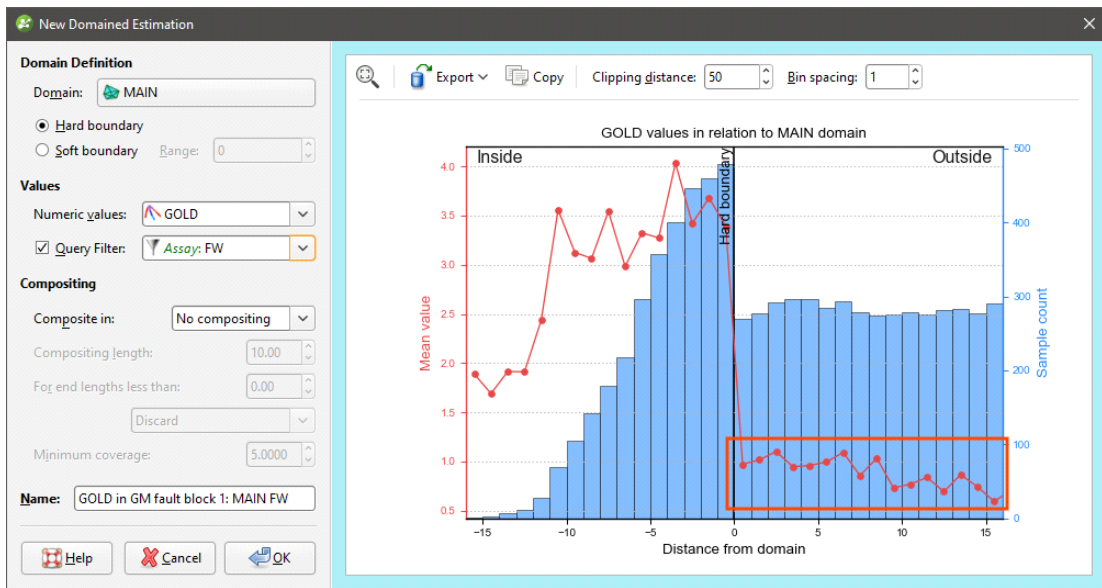 New Domained Estimation
Domain Definition
Domain: MAIN
Hard boundary
Soft boundary Range: 0
Values
Numeric values: GOLD
Query Filter: Assay: FW
Compositing
Composite in: No compositing
Compositing length: 10.00
For end lengths less than: 0.00
Discard
Minimum coverage: 5.0000
Name: GOLD in GM fault block 1: MAIN FW
Help Cancel OK
Export Copy Clipping distance: 50 Bin spacing: 1
GOLD values in relation to MAIN domain
Inside
Hard boundary
Outside
Mean value
4.0
3.5
3.0
2.5
2.0
1.5
1.0
0.5
500
400
300
200
100
0
Sample count
−15 −10 −5 0 5 10 15
Distance from domain